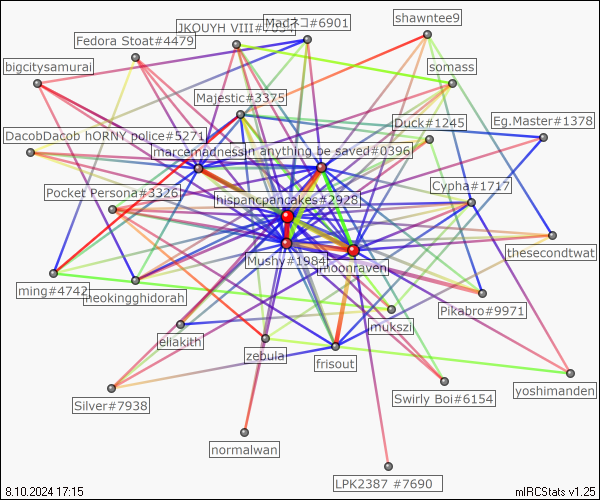 shawntee9
Madネコ#6901
JKOUYH VIII#7654
Fedora Stoat#4479
bigcitysamurai
somass
Majestic#3375
Duck#1245
Eg.Master#1378
DacobDacob hORNY police#5271
marcemadness
in anything be saved#0396
Pocket Persona#3326
hispancpancakes#2928
Cypha#1717
Mushy#1984
moonraven
thesecondtwat
ming#4742
neokingghidorah
Pikabro#9971
mukszi
eliakith
zebula
frisout
yoshimanden
Silver#7938
Swirly Boi#6154
normalwan
LPK2387 #7690
8.10.2024 17:15
mIRCStats v1.25